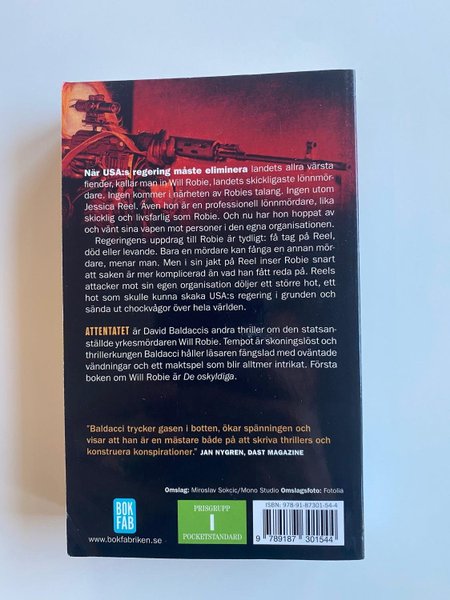 När USA:s regering måste eliminera landets allra värsta
fiender, kallar man in Will Robie, landets skickligaste lönnmör-
dare. Ingen kommer i närheten av Robies talang. Ingen utom
Jessica Reel. Även hon är en professionell lönnmördare, lika
skicklig och livsfarlig som Robie. Och nu har hon hoppat av
och vänt sina vapen mot personer i den egna organisationen.
Regeringens uppdrag till Robie är tydligt: få tag på Reel,
död eller levande. Bara en mördare kan fånga en annan mör-
dare, menar man. Men i sin jakt på Reel inser Robie snart
att saken är mer komplicerad än vad han fått reda på. Reels
attacker mot sin egen organisation döljer ett större hot, ett
hot som skulle kunna skaka USA:s regering i grunden och
sända ut chockvågor över hela världen.
ATTENTATET är David Baldaccis andra thriller om den statsan-
ställde yrkesmördaren Will Robie. Tempot är skoningslöst och
thrillerkungen Baldacci håller läsaren fängslad med oväntade
vändningar och ett maktspel som blir alltmer intrikat. Första
boken om Will Robie är De oskyldiga.
"Baldacci trycker gasen i botten, ökar spänningen och
visar att han är en mästare både på att skriva thrillers och
konstruera konspirationer." JAN NYGREN, DAST MAGAZINE
Omslag: Miroslav Sokcic/Mono Studio Omslagsfoto: Fotolia
BOK
FAB
www.bokfabriken.se
PRISGRUPP
I
POCKETSTANDARD
ISBN: 978-91-87301-54-4
9 789187 301544